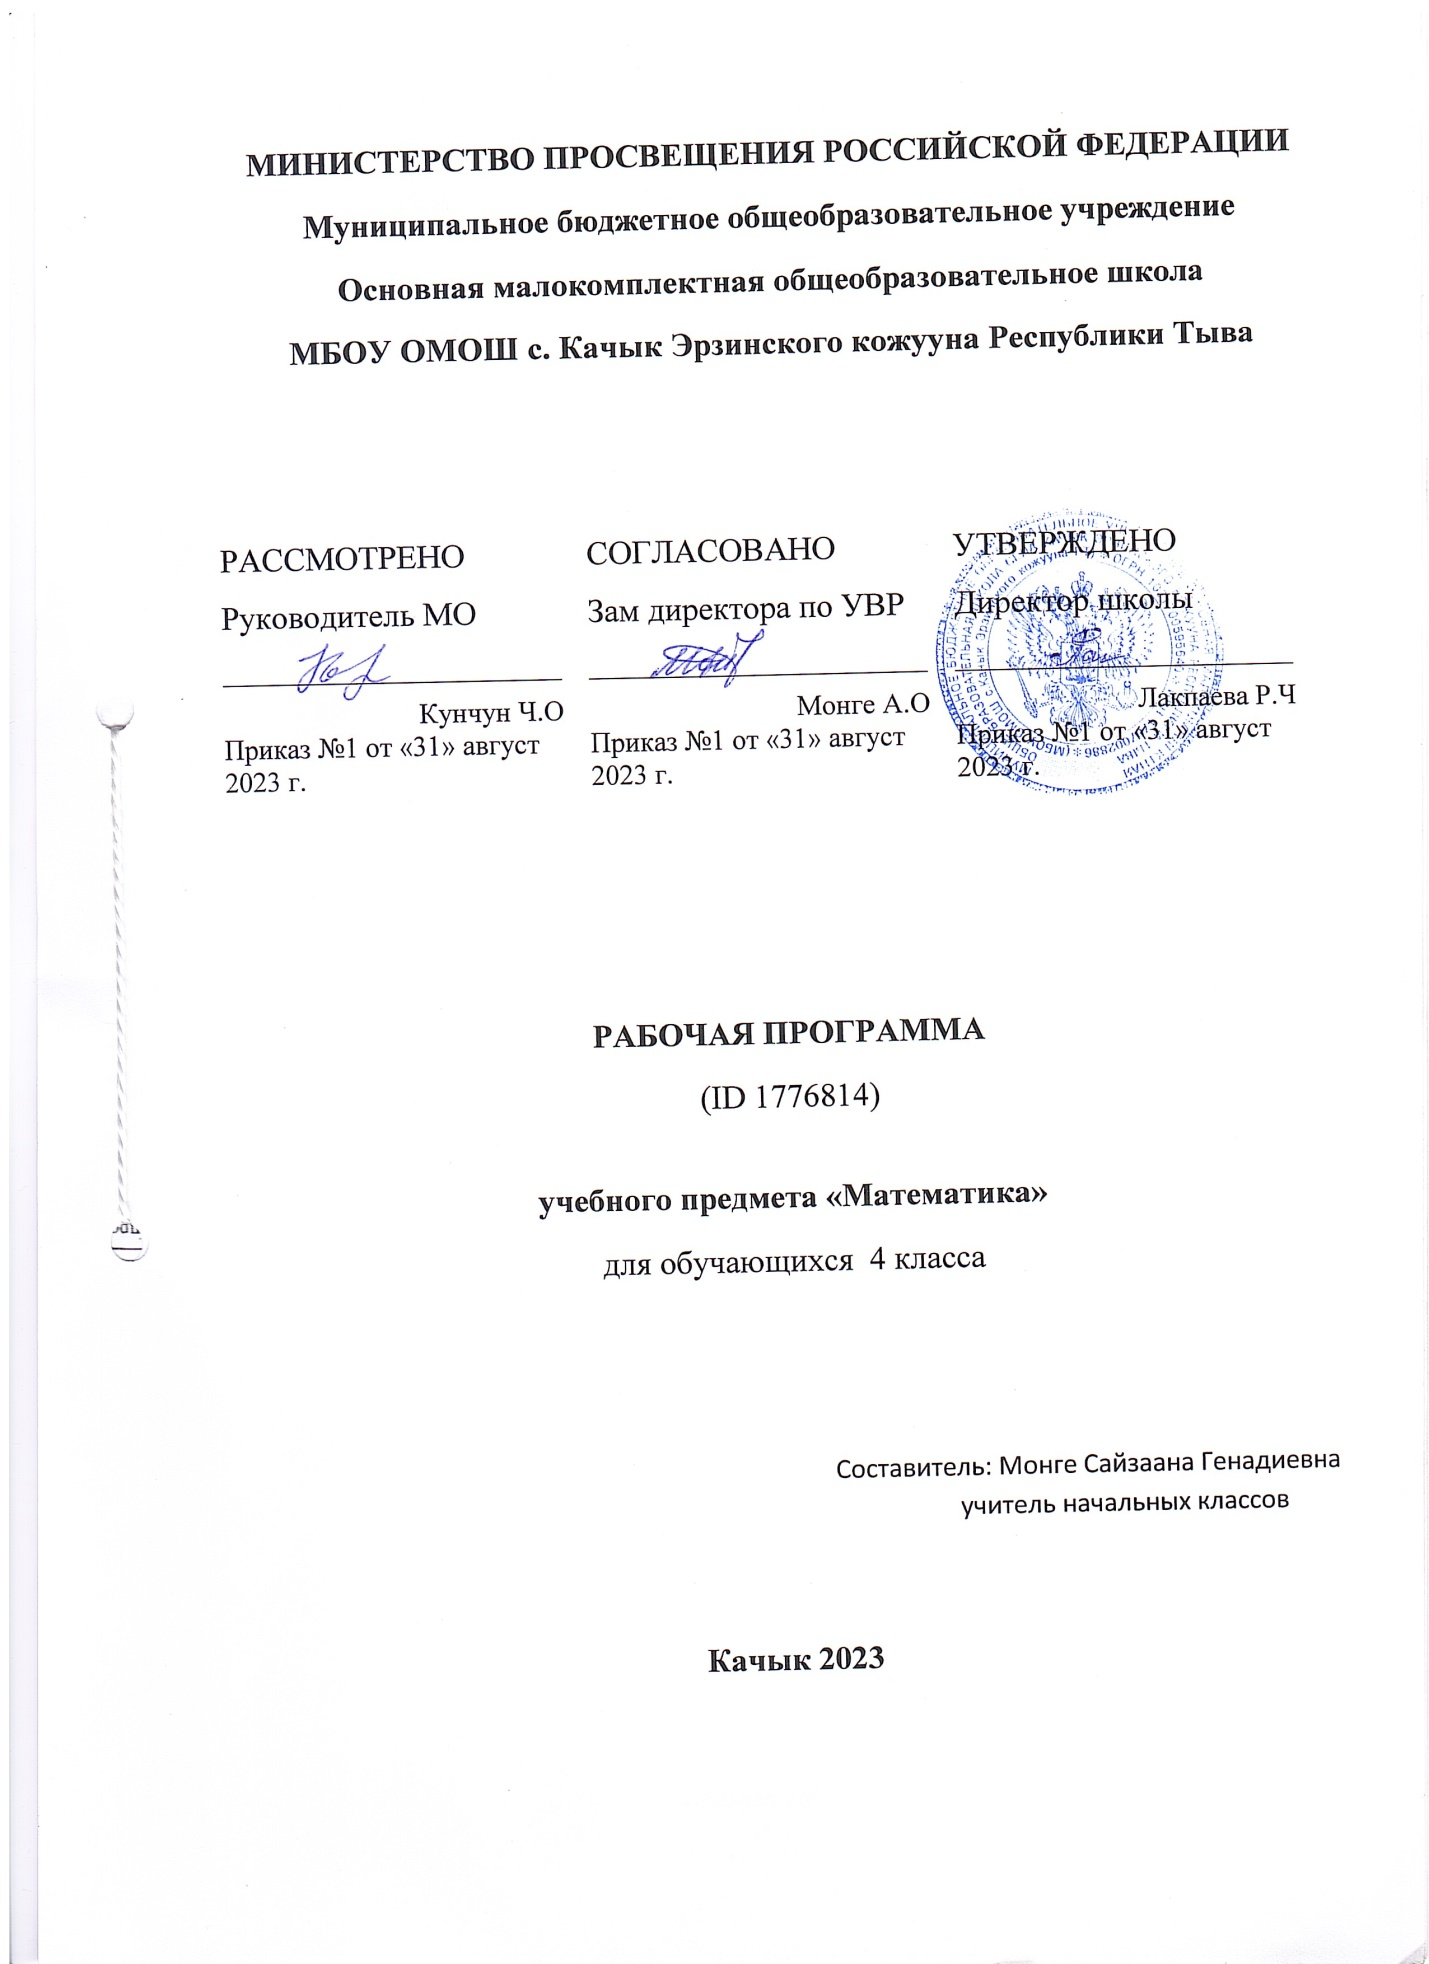 МИНИСТЕРСТВО ПРОСВЕЩЕНИЯ РОССИЙСКОЙ ФЕДЕРАЦИИ
Муниципальное бюджетное общеобразовательное учреждение
Основная малокомплектная общеобразовательное школа
МБОУ ОМОШ с. Качык Эрзинского кожууна Республики Тыва
РАССМОТРЕНО
Руководитель МО
Кунчун Ч.О
Приказ №1 от «31» август
2023 г.
СОГЛАСОВАНО
Зам директора по УВР
Монге А.О
Приказ №1 от «31» август
2023 г.
УТВЕРЖДЕНО
Директор школы
Лакпаева Р.Ч
Приказ №1 от «31» август
2023 г.
РАБОЧАЯ ПРОГРАММА
(ID 1776814)
учебного предмета «Математика»
для обучающихся 4 класса
Составитель: Монге Сайзаана Генадиевна
учитель начальных классов
Качык 2023